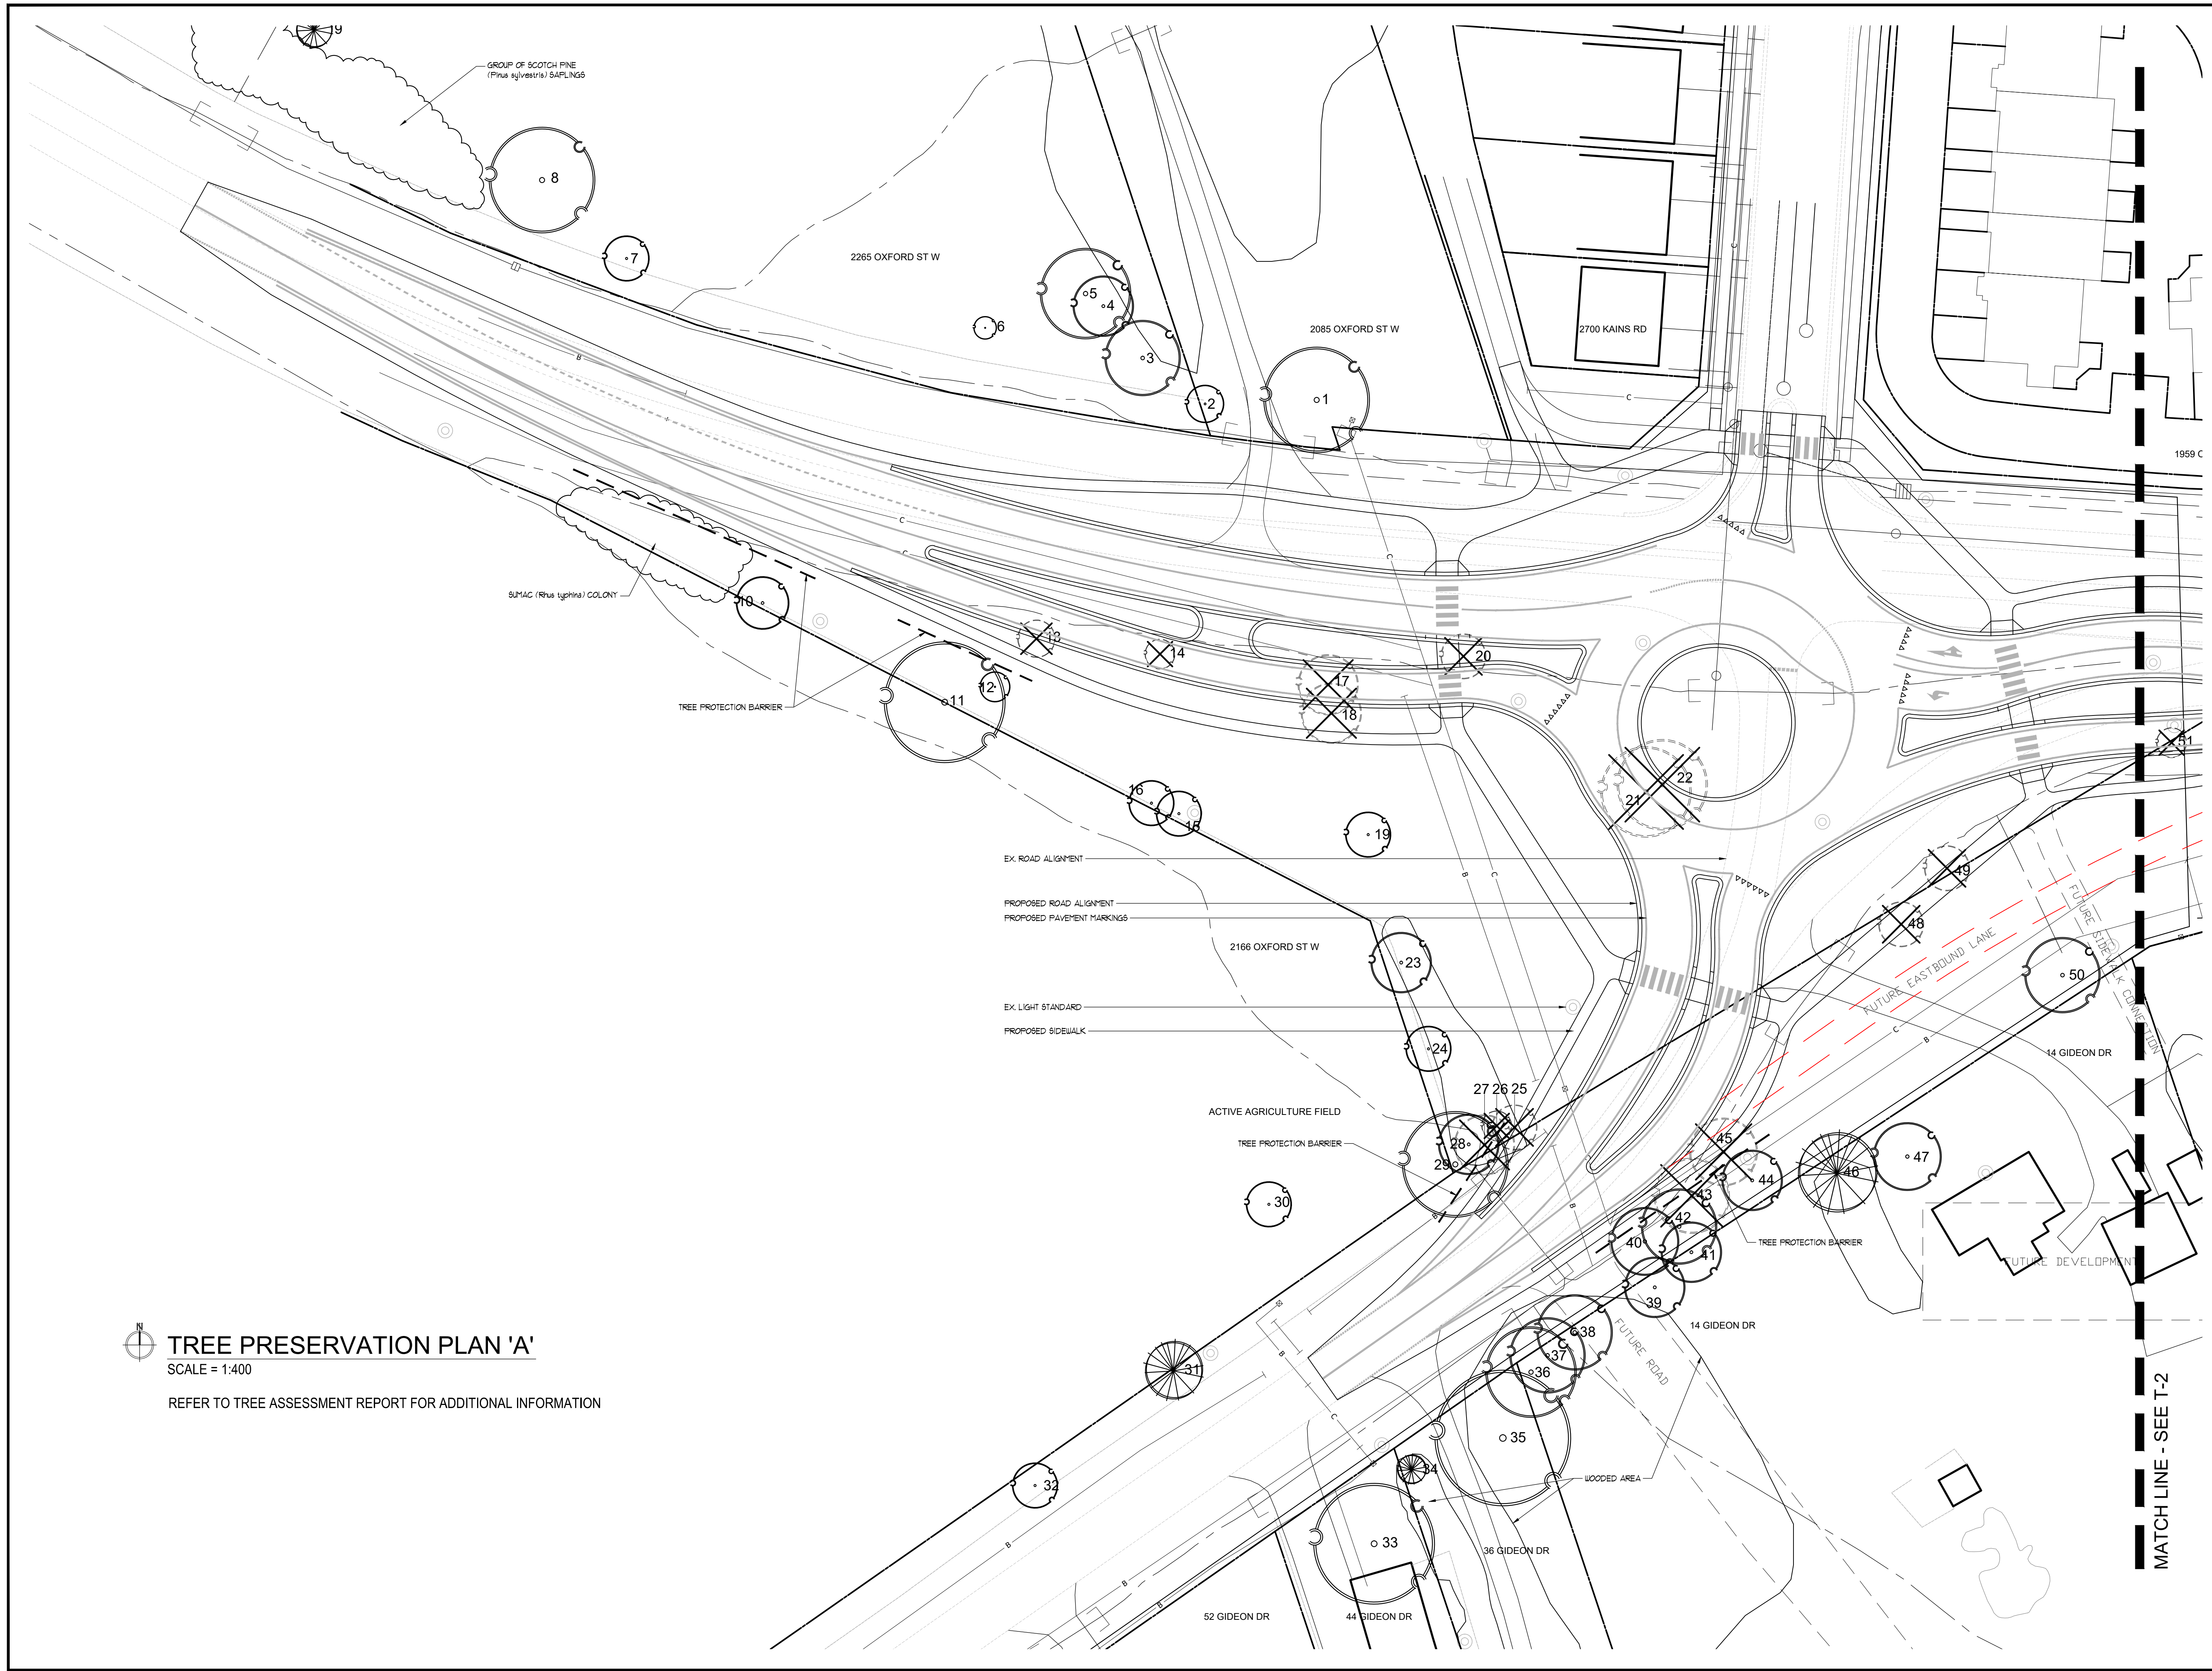 9
GROUP OF SCOTCH PINE
(Pinus sylvestris) SAPLINGS
8
7
2265 OXFORD ST W
5
4
6
3
2
2085 OXFORD ST W
1
2700 KAINS RD
C
C
B
1959 C
C
C
C
SUMAC (Rhus typhina) COLONY
10
13
14
17
18
20
TREE PROTECTION BARRIER
11
12
16
15
19
21
22
51
EX. ROAD ALIGNMENT
B
C
49
PROPOSED ROAD ALIGNMENT
PROPOSED PAVEMENT MARKINGS
48
2166 OXFORD ST W
23
FUTURE EASTBOUND LANE
FUTURE SIDEWALK CONNECTION
50
EX. LIGHT STANDARD
PROPOSED SIDEWALK
24
C
B
14 GIDEON DR
27 26 25
C
ACTIVE AGRICULTURE FIELD
TREE PROTECTION BARRIER
28
29
45
46
47
44
43
30
B
B
42
40
41
TREE PROTECTION BARRIER
FUTURE DEVELOPMENT
39
14 GIDEON DR
38
37
36
FUTURE ROAD
N
TREE PRESERVATION PLAN 'A'
SCALE = 1:400
REFER TO TREE ASSESSMENT REPORT FOR ADDITIONAL INFORMATION
31
B
C
35
34
WOODED AREA
32
33
B
36 GIDEON DR
B
B
52 GIDEON DR
44 GIDEON DR
MATCH LINE - SEE T-2